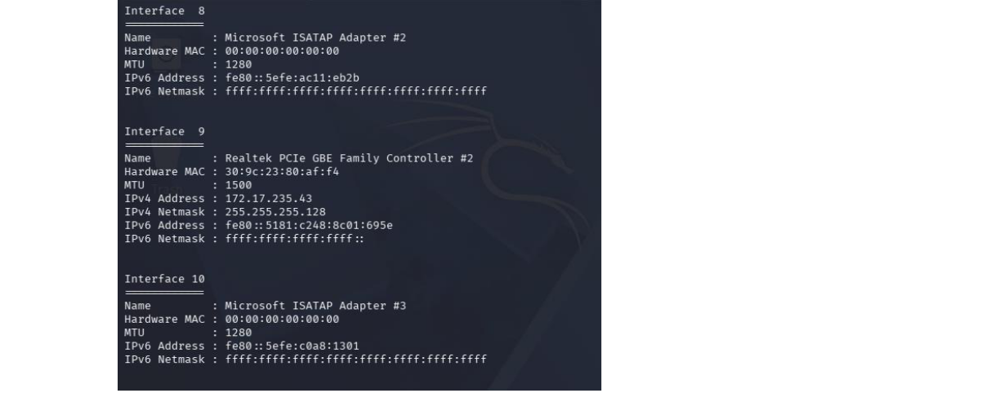 Interface  8
============
Name         : Microsoft ISATAP Adapter #2
Hardware MAC : 00:00:00:00:00:00
MTU          : 1280
IPv6 Address : fe80::5efe:ac11:eb2b
IPv6 Netmask : ffff:ffff:ffff:ffff:ffff:ffff:ffff:ffff
Interface  9
============
Name         : Realtek PCIe GBE Family Controller #2
Hardware MAC : 30:9c:23:80:af:f4
MTU          : 1500
IPv4 Address : 172.17.235.43
IPv4 Netmask : 255.255.255.128
IPv6 Address : fe80::5181:c248:8c01:695e
IPv6 Netmask : ffff:ffff:ffff:ffff::
Interface 10
============
Name         : Microsoft ISATAP Adapter #3
Hardware MAC : 00:00:00:00:00:00
MTU          : 1280
IPv6 Address : fe80::5efe:c0a8:1301
IPv6 Netmask : ffff:ffff:ffff:ffff:ffff:ffff:ffff:ffff